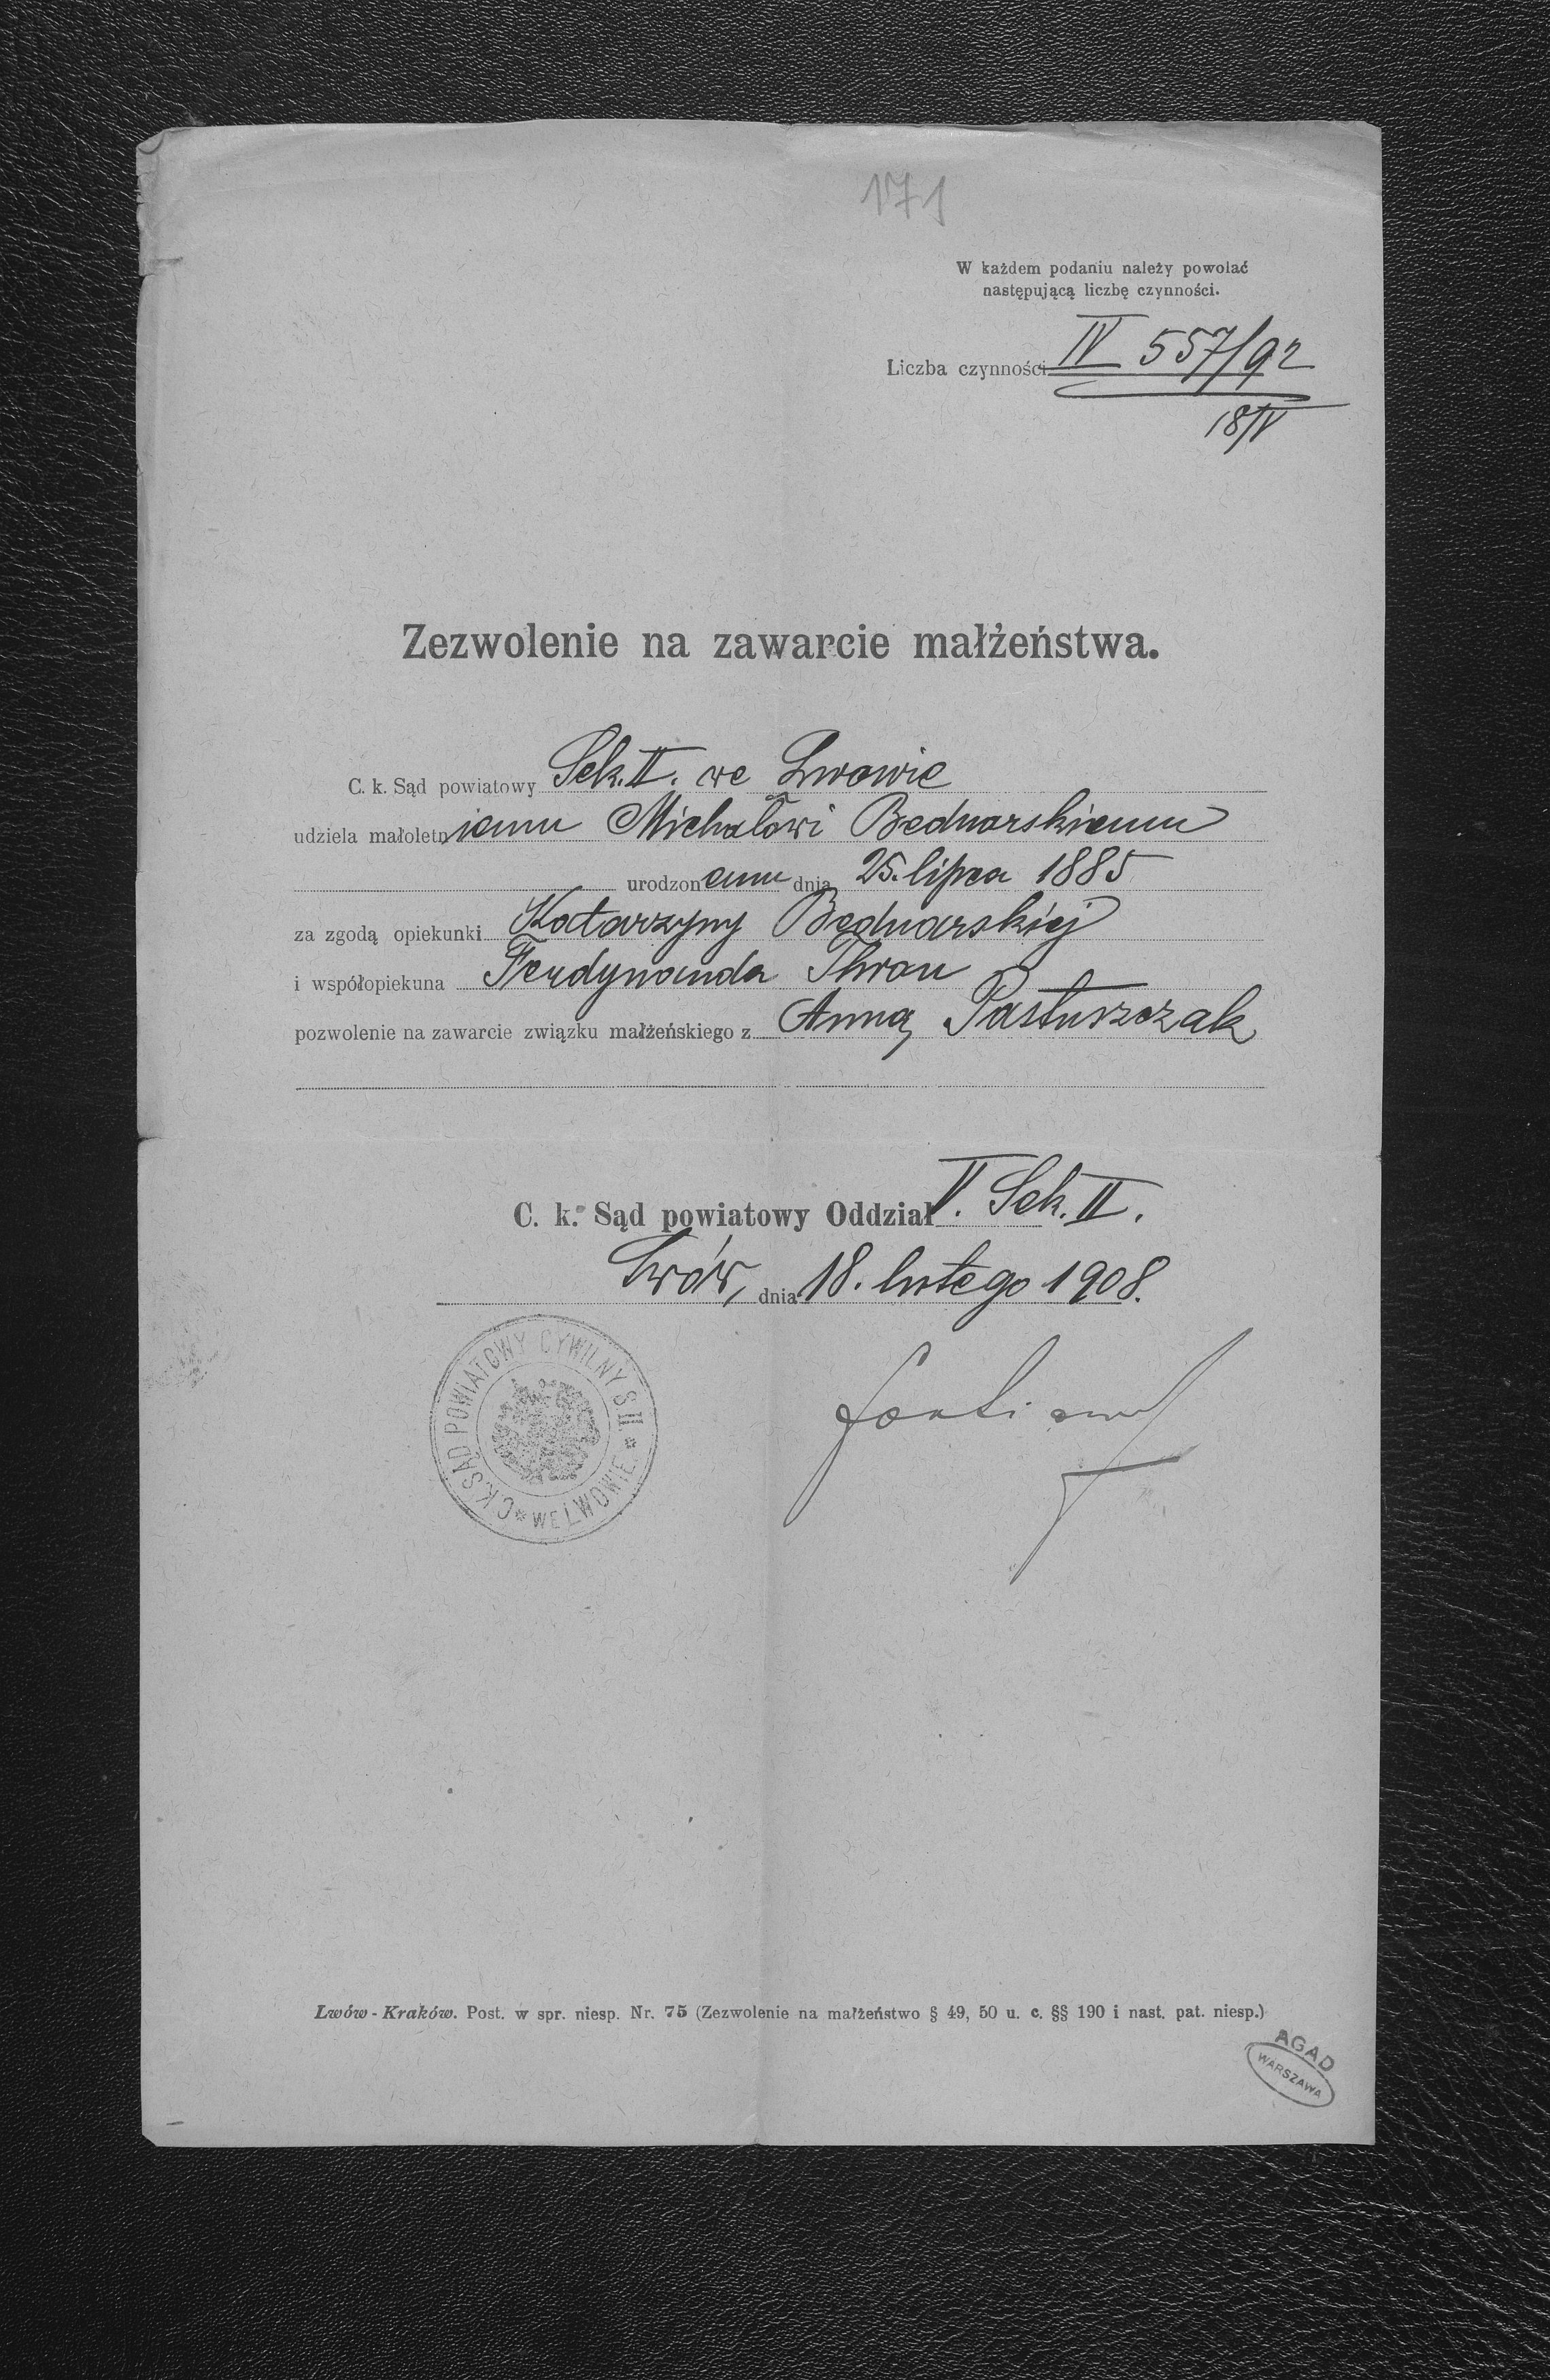 171
W każdem podaniu należy powołać
następującą liczbę czynności.
Liczba czynności IV 557/92
18/IV
Zezwolenie na zawarcie małżeństwa.
C. k. Sąd powiatowy Sek. II. we Lwowie
udziela małoletniemu Michałowi Bednarskiemu
urodzonemu dnia 25. lipca 1885
za zgodą opiekunki Katarzyny Bednarskiej
i współopiekuna Ferdynanda Thron
pozwolenie na zawarcie związku małżeńskiego z Anną Pastuszczak
C. k. Sąd powiatowy Oddział V. Sek. II.
Lwów, dnia 18. lutego 1908.
C.K. SĄD POWIATOWY CYWILNY S. II * WE LWOWIE *
Lwów - Kraków. Post. w spr. niesp. Nr. 75 (Zezwolenie na małżeństwo § 49, 50 u. c. §§ 190 i nast. pat. niesp.)
AGAD
WARSZAWA